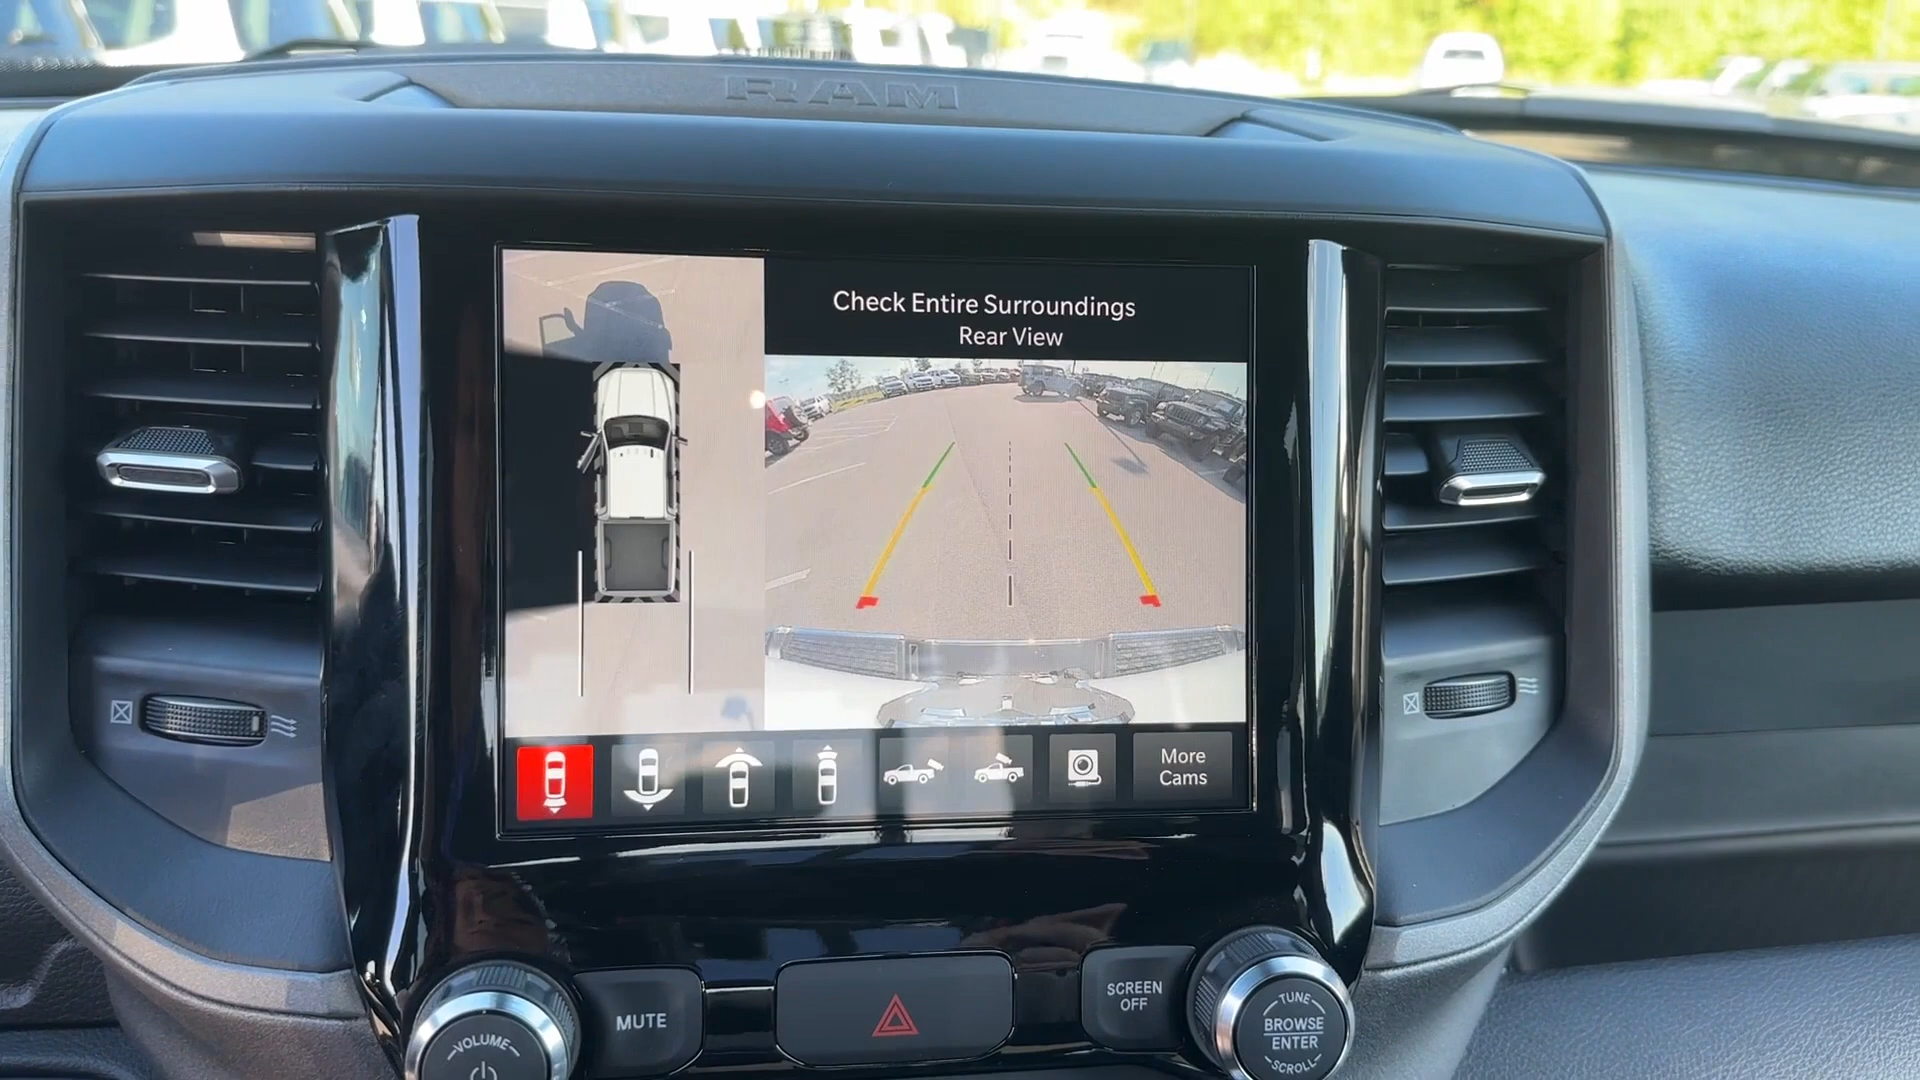 RAM
Check Entire Surroundings
Rear View
More
Cams
VOLUME
MUTE
SCREEN
OFF
TUNE
BROWSE
ENTER
SCROLL